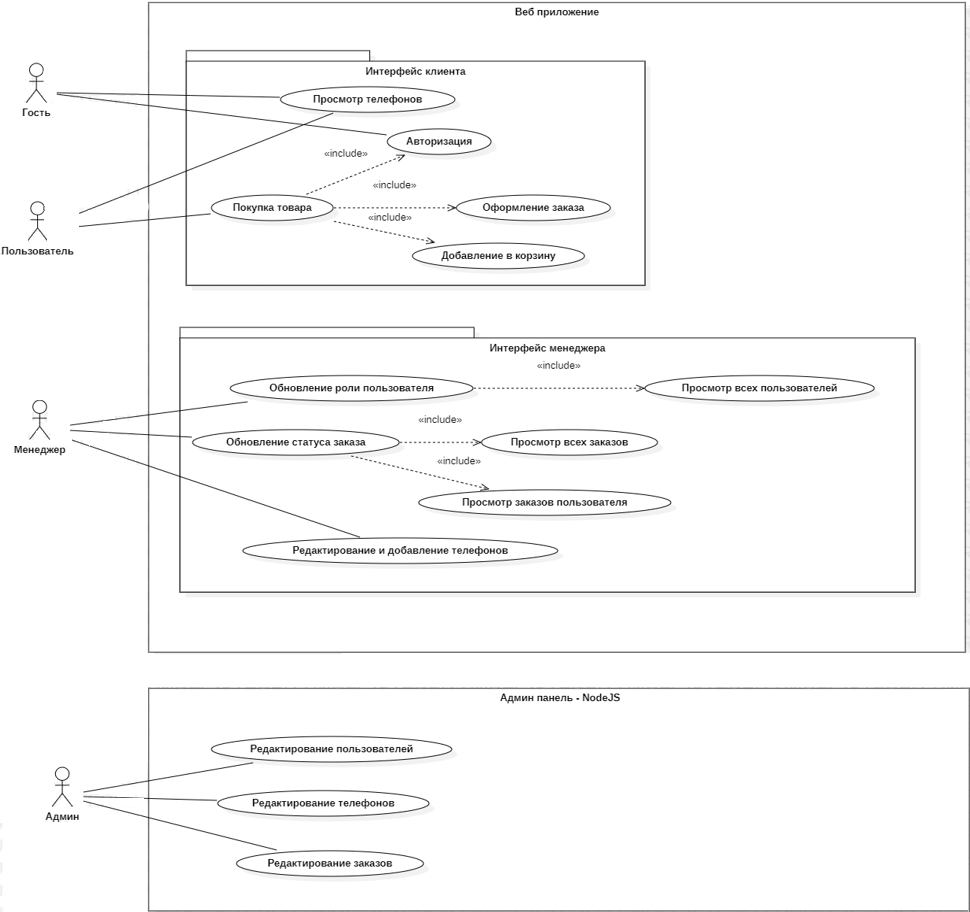 Веб приложение
Интерфейс клиента
Гость
Просмотр телефонов
Авторизация
«include»
«include»
Пользователь
Покупка товара
Оформление заказа
«include»
Добавление в корзину
Интерфейс менеджера
«include»
Обновление роли пользователя
Просмотр всех пользователей
Менеджер
«include»
Обновление статуса заказа
Просмотр всех заказов
«include»
Просмотр заказов пользователя
Редактирование и добавление телефонов
Админ панель - NodeJS
Редактирование пользователей
Админ
Редактирование телефонов
Редактирование заказов